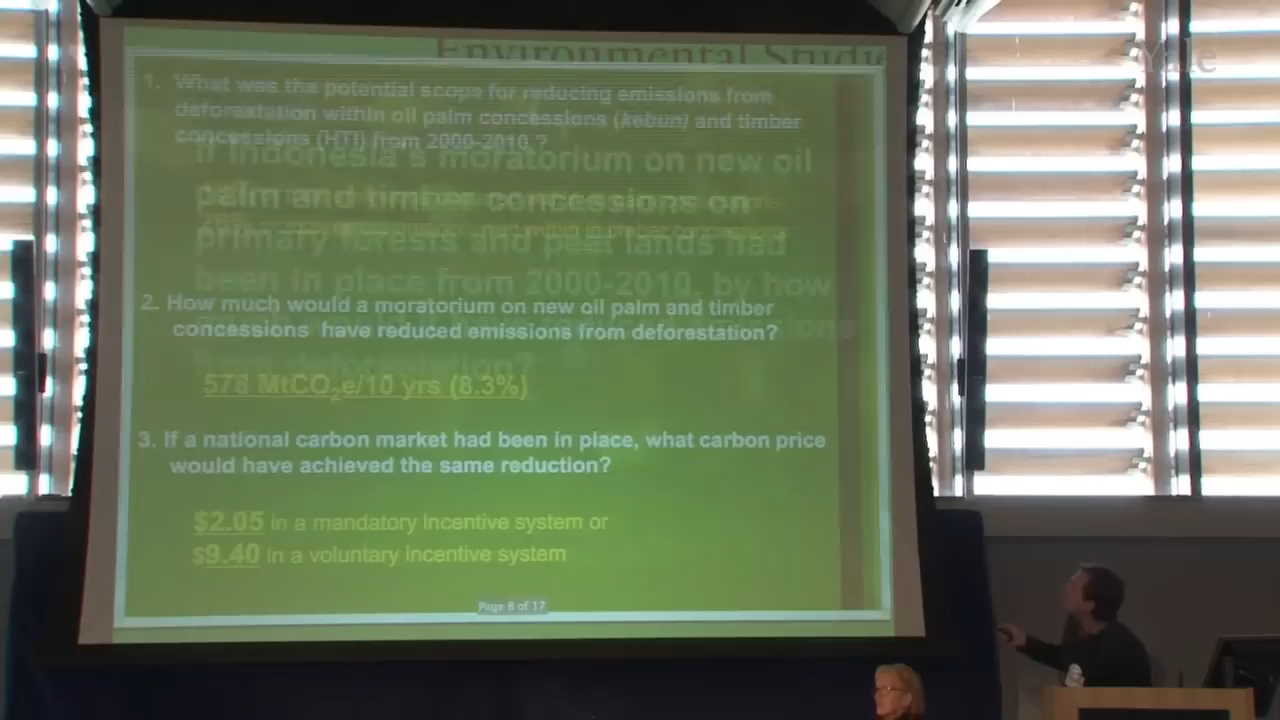 Environmental Studie
Yale
1. What was the potential scope for reducing emissions from
deforestation within oil palm concessions (kebun) and timber
concessions (HTI) from 2000-2010 ?
If Indonesia's moratorium on new oil
palm and timber concessions on
primary forests and peat lands had
been in place from 2000-2010, by how
from deforestation?
2. How much would a moratorium on new oil palm and timber
concessions have reduced emissions from deforestation?
578 MtCO₂e/10 yrs (8.3%)
3. If a national carbon market had been in place, what carbon price
would have achieved the same reduction?
$2.05 in a mandatory incentive system or
$9.40 in a voluntary incentive system
Page 8 of 17